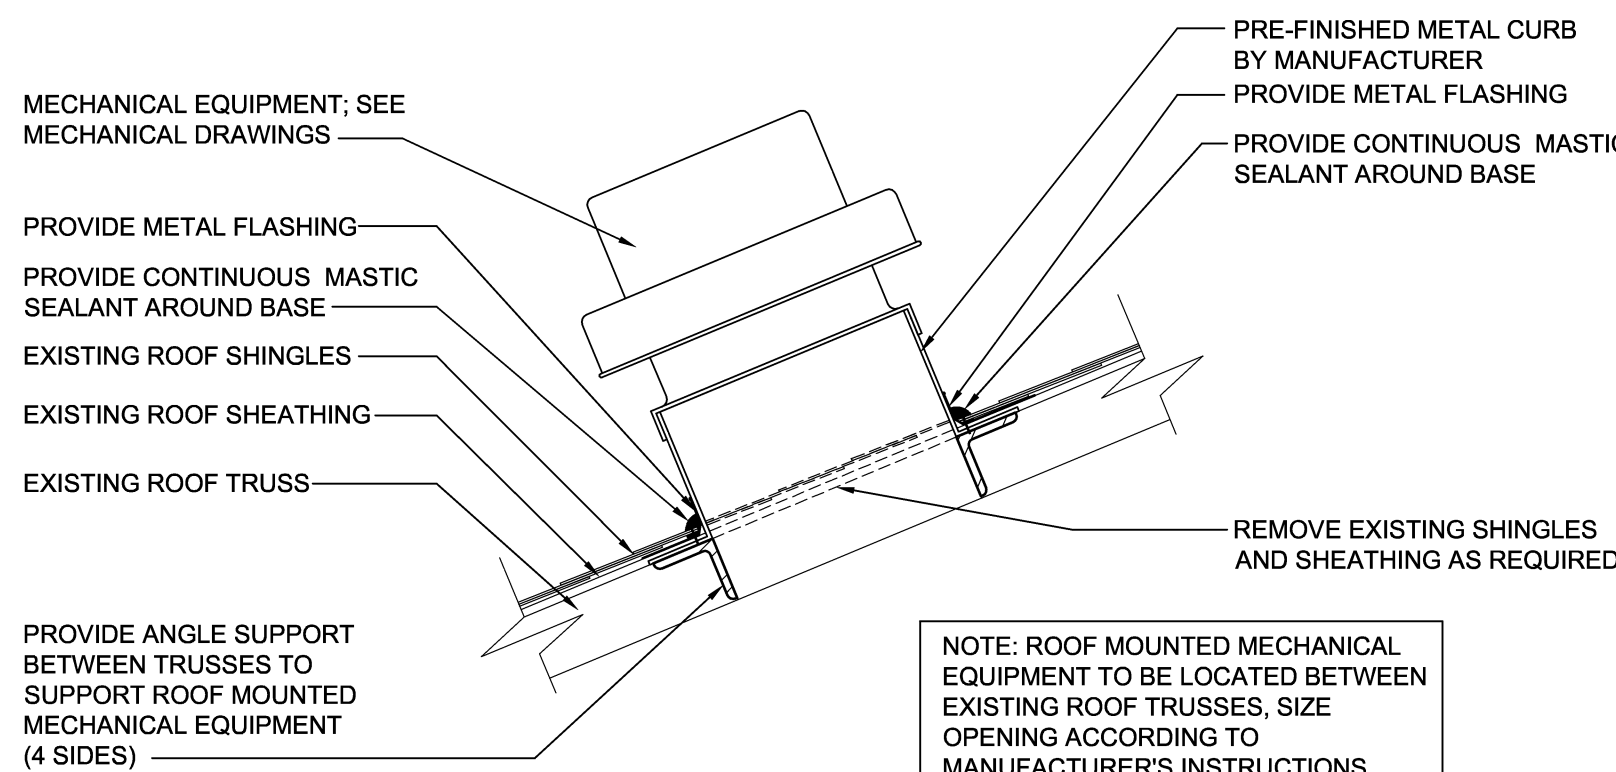 MECHANICAL EQUIPMENT; SEE
MECHANICAL DRAWINGS
PROVIDE METAL FLASHING
PROVIDE CONTINUOUS MASTIC
SEALANT AROUND BASE
EXISTING ROOF SHINGLES
EXISTING ROOF SHEATHING
EXISTING ROOF TRUSS
PROVIDE ANGLE SUPPORT
BETWEEN TRUSSES TO
SUPPORT ROOF MOUNTED
MECHANICAL EQUIPMENT
(4 SIDES)
PRE-FINISHED METAL CURB
BY MANUFACTURER
PROVIDE METAL FLASHING
PROVIDE CONTINUOUS MASTIC
SEALANT AROUND BASE
REMOVE EXISTING SHINGLES
AND SHEATHING AS REQUIRED
NOTE: ROOF MOUNTED MECHANICAL
EQUIPMENT TO BE LOCATED BETWEEN
EXISTING ROOF TRUSSES, SIZE
OPENING ACCORDING TO
MANUFACTURER'S INSTRUCTIONS